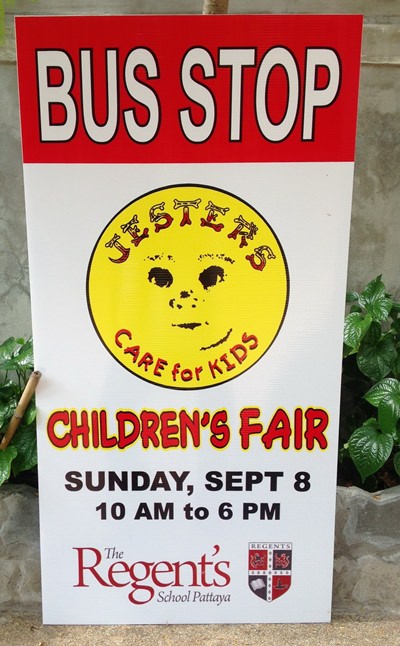 BUS STOP
JESTERS
CARE for KIDS
CHILDREN'S FAIR
SUNDAY, SEPT 8
10 AM to 6 PM
The
Regent's
School Pattaya
REGENTS